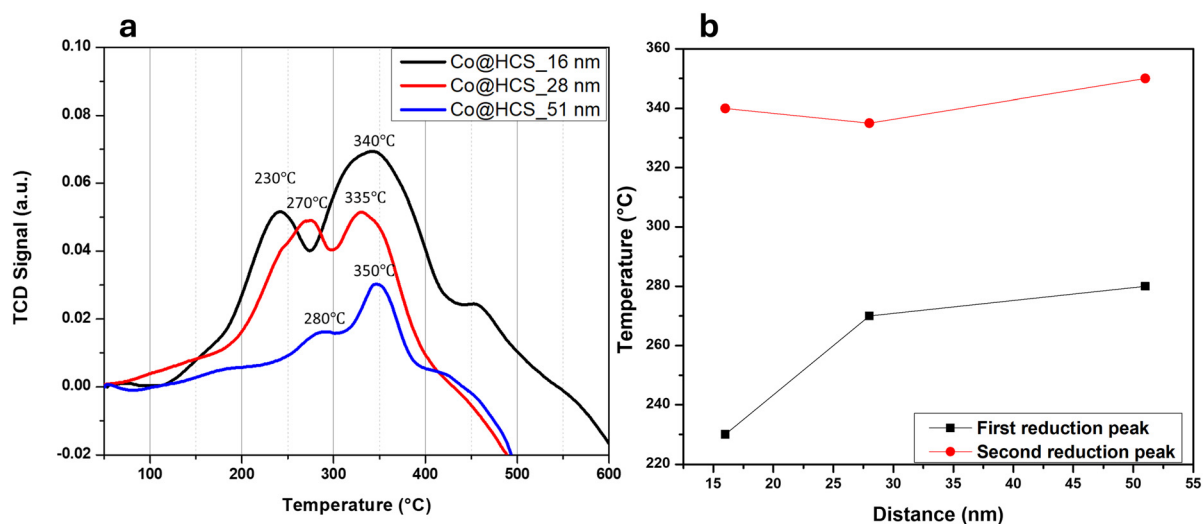 a
Co@HCS_16 nm
Co@HCS_28 nm
Co@HCS_51 nm
340°C
230°C
270°C
335°C
350°C
280°C
0.10
0.08
0.06
0.04
0.02
0.00
-0.02
TCD Signal (a.u.)
100
200
300
400
500
600
Temperature (°C)
b
360
340
320
300
280
260
240
220
Temperature (°C)
First reduction peak
Second reduction peak
15
20
25
30
35
40
45
50
55
Distance (nm)